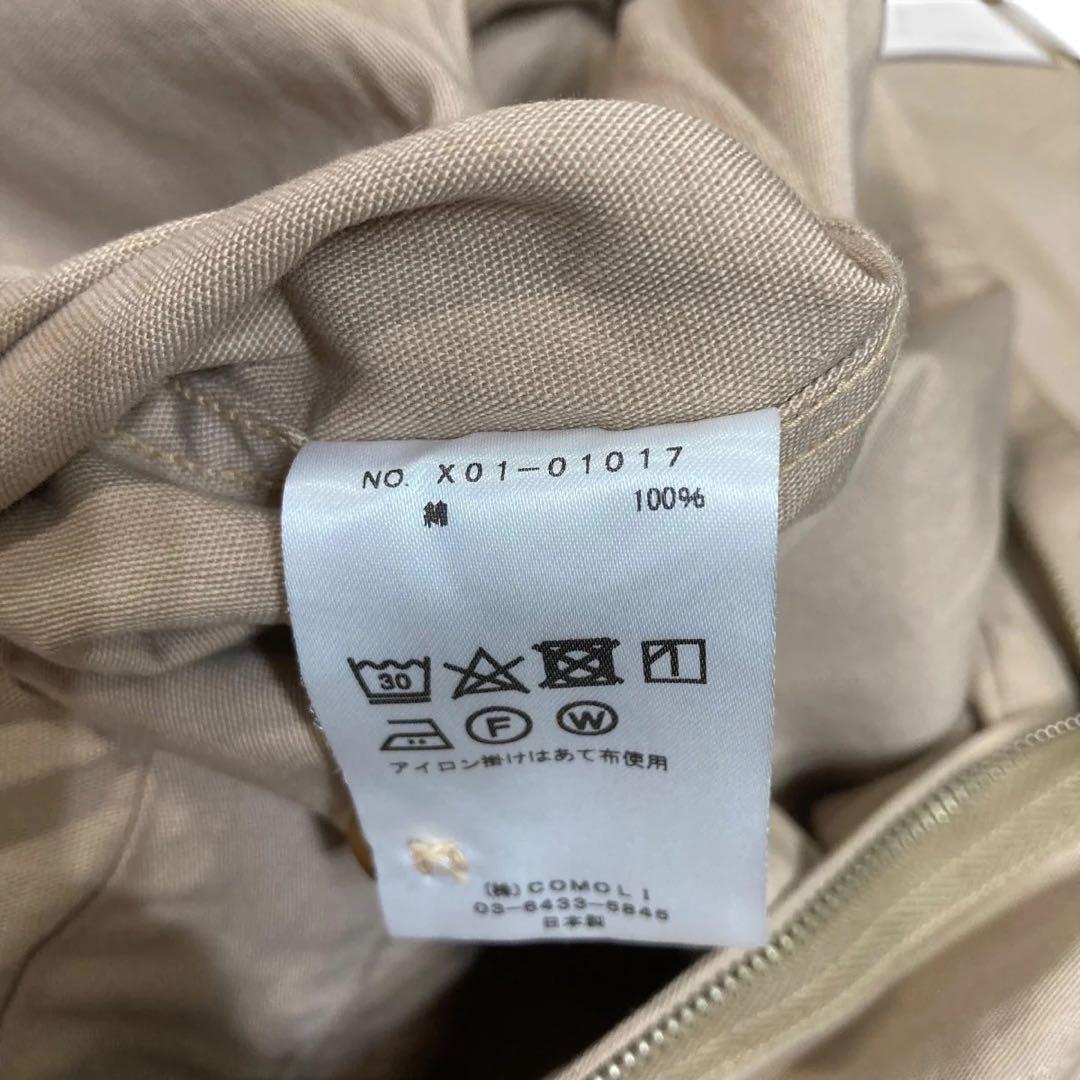 NO. X01-01017
綿 100%
30
F W
アイロン掛けはあて布使用
(株)COMOLI
03-6433-5845
日本製